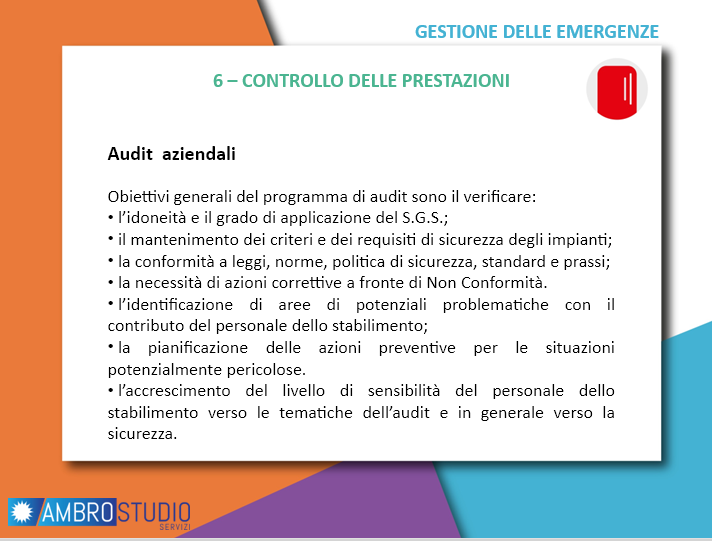 GESTIONE DELLE EMERGENZE
6 – CONTROLLO DELLE PRESTAZIONI
Audit aziendali
Obiettivi generali del programma di audit sono il verificare:
• l’idoneità e il grado di applicazione del S.G.S.;
• il mantenimento dei criteri e dei requisiti di sicurezza degli impianti;
• la conformità a leggi, norme, politica di sicurezza, standard e prassi;
• la necessità di azioni correttive a fronte di Non Conformità.
• l’identificazione di aree di potenziali problematiche con il
contributo del personale dello stabilimento;
• la pianificazione delle azioni preventive per le situazioni
potenzialmente pericolose.
• l’accrescimento del livello di sensibilità del personale dello
stabilimento verso le tematiche dell’audit e in generale verso la
sicurezza.
AMBROSTUDIO
SERVIZI